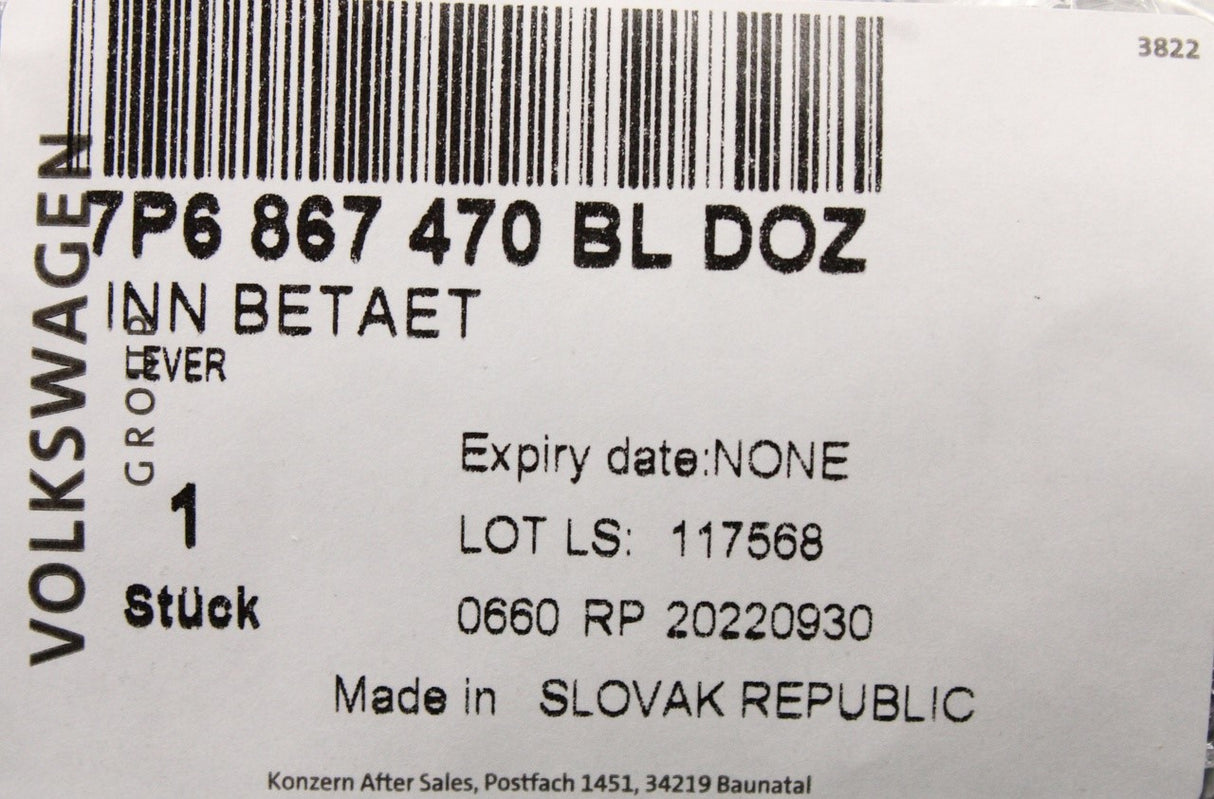 3822
7P6 867 470 BL DOZ
INN BETAET
LEVER
VOLKSWAGEN
GROUP
Expiry date:NONE
1
LOT LS: 117568
Stück
0660 RP 20220930
Made in SLOVAK REPUBLIC
Konzern After Sales, Postfach 1451, 34219 Baunatal